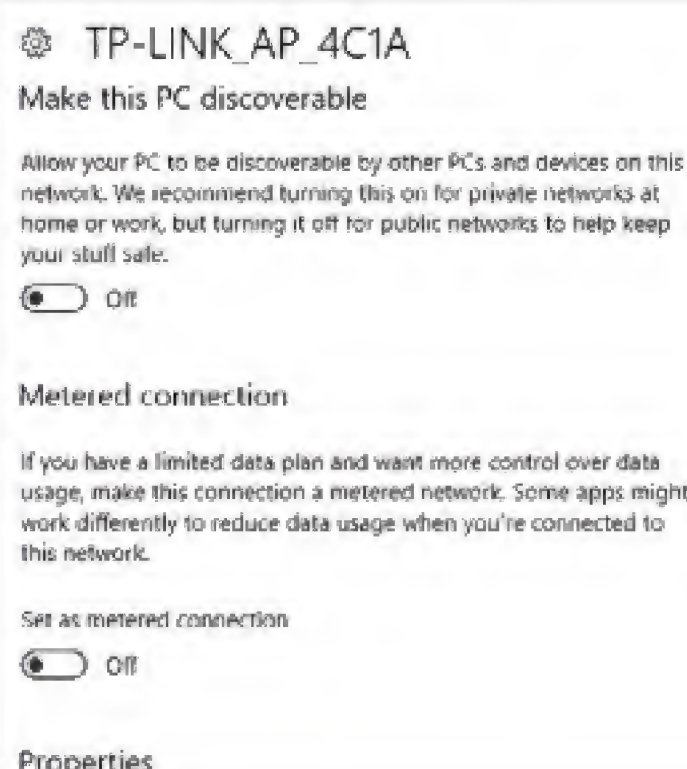 TP-LINK_AP_4C1A
Make this PC discoverable
Allow your PC to be discoverable by other PCs and devices on this
network. We recommend turning this on for private networks at
home or work, but turning it off for public networks to help keep
your stuff safe.
Off
Metered connection
If you have a limited data plan and want more control over data
usage, make this connection a metered network. Some apps might
work differently to reduce data usage when you're connected to
this network.
Set as metered connection
Off
Properties